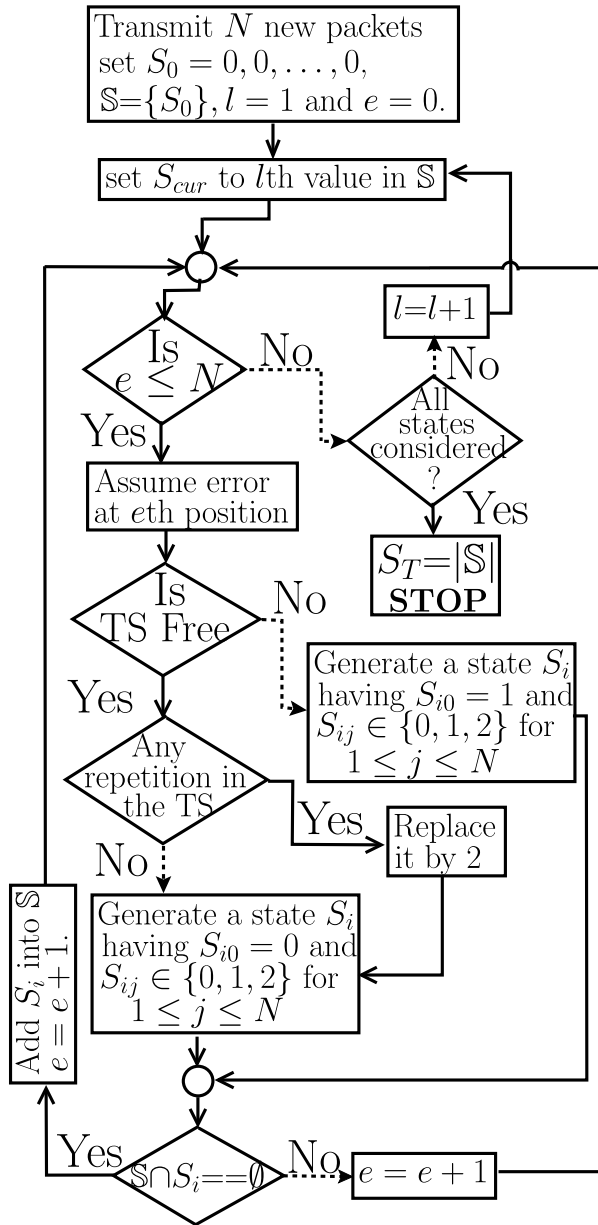 Transmit N new packets
set S_0 = 0, 0, . . . , 0,
𝕊={S_0}, l = 1 and e = 0.
set S_cur to lth value in 𝕊
Is
e ≤ N
No
Yes
l=l+1
No
All
states
considered
?
Yes
S_T=|𝕊|
STOP
Assume error
at eth position
Is
TS Free
No
Yes
Generate a state S_i
having S_i0 = 1 and
S_ij ∈ {0, 1, 2} for
1 ≤ j ≤ N
Any
repetition in
the TS
Yes
No
Replace
it by 2
Generate a state S_i
having S_i0 = 0 and
S_ij ∈ {0, 1, 2} for
1 ≤ j ≤ N
Add S_i into 𝕊
e = e + 1.
Yes
𝕊∩S_i==∅
No
e = e + 1